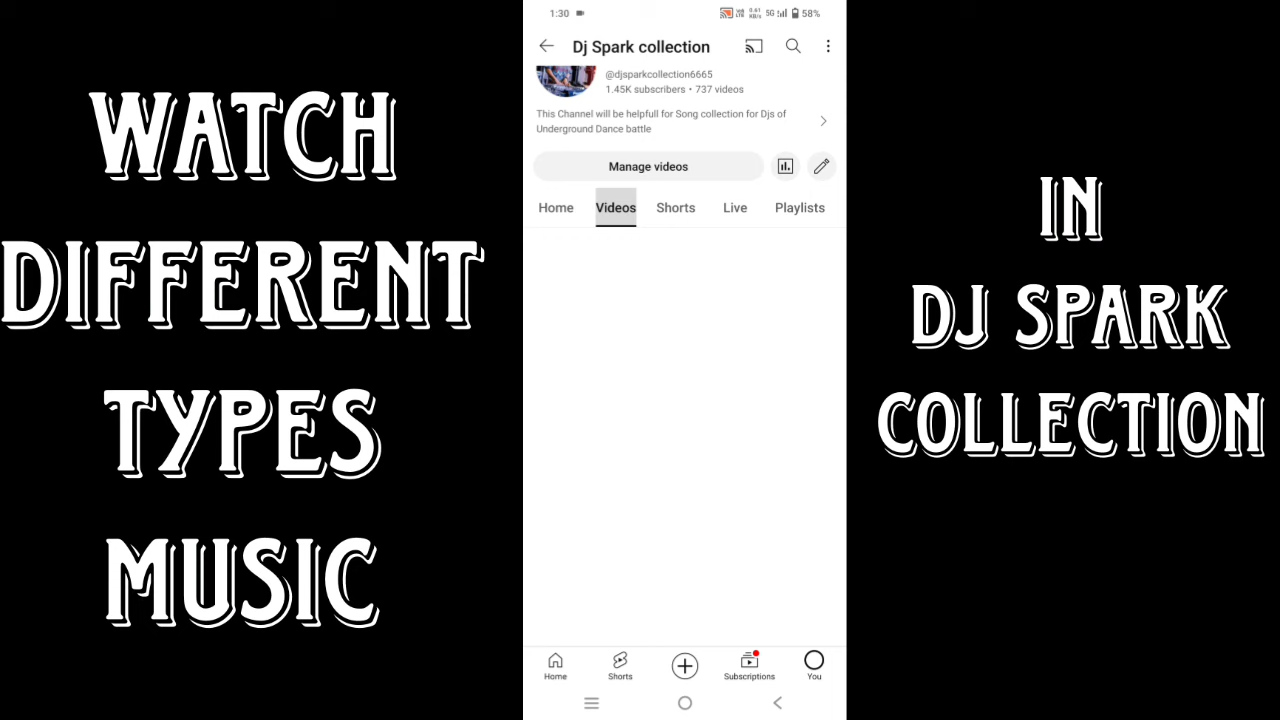 WATCH
DIFFERENT
TYPES
MUSIC
1:30
5G 58%
Dj Spark collection
@djsparkcollection6665
1.45K subscribers • 737 videos
This Channel will be helpfull for Song collection for Djs of
Underground Dance battle
Manage videos
Home Videos Shorts Live Playlists
Home Shorts Subscriptions You
IN
DJ SPARK
COLLECTION